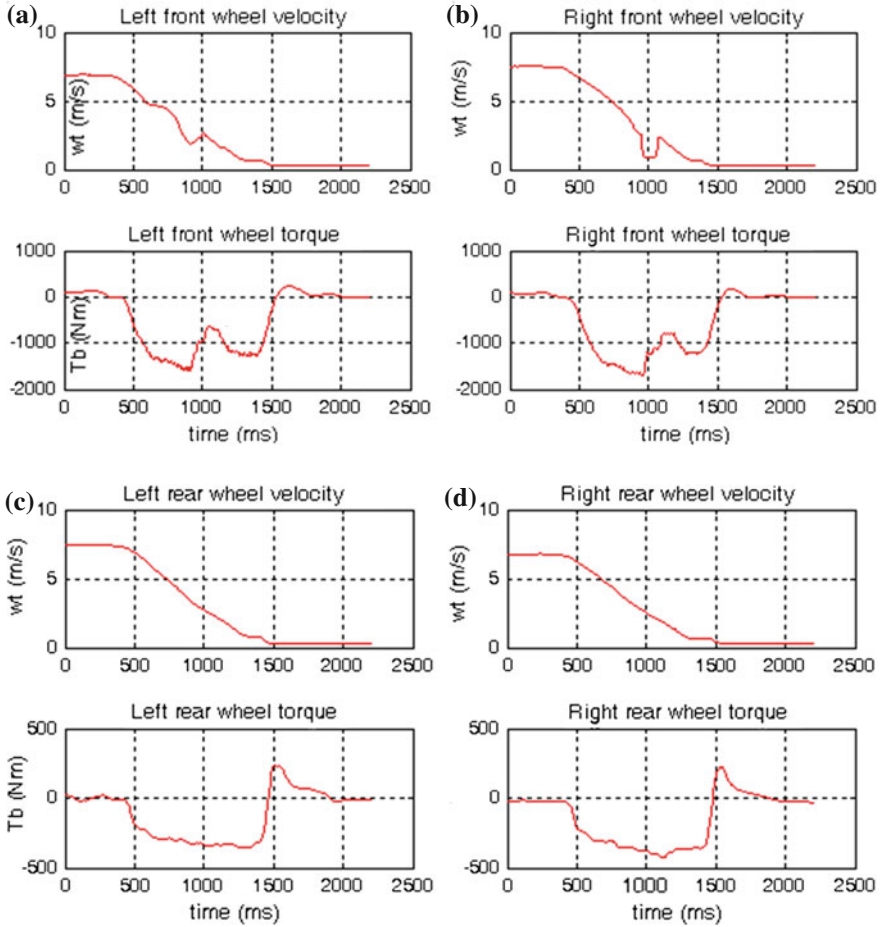 (a) Left front wheel velocity
10
5
0
wt (m/s)
0 500 1000 1500 2000 2500
Left front wheel torque
1000
0
-1000
-2000
Tb (Nm)
0 500 1000 1500 2000 2500
time (ms)
(b) Right front wheel velocity
10
5
0
wt (m/s)
0 500 1000 1500 2000 2500
Right front wheel torque
1000
0
-1000
-2000
0 500 1000 1500 2000 2500
time (ms)
(c) Left rear wheel velocity
10
5
0
wt (m/s)
0 500 1000 1500 2000 2500
Left rear wheel torque
500
0
-500
Tb (Nm)
0 500 1000 1500 2000 2500
time (ms)
(d) Right rear wheel velocity
10
5
0
wt (m/s)
0 500 1000 1500 2000 2500
Right rear wheel torque
500
0
-500
0 500 1000 1500 2000 2500
time (ms)